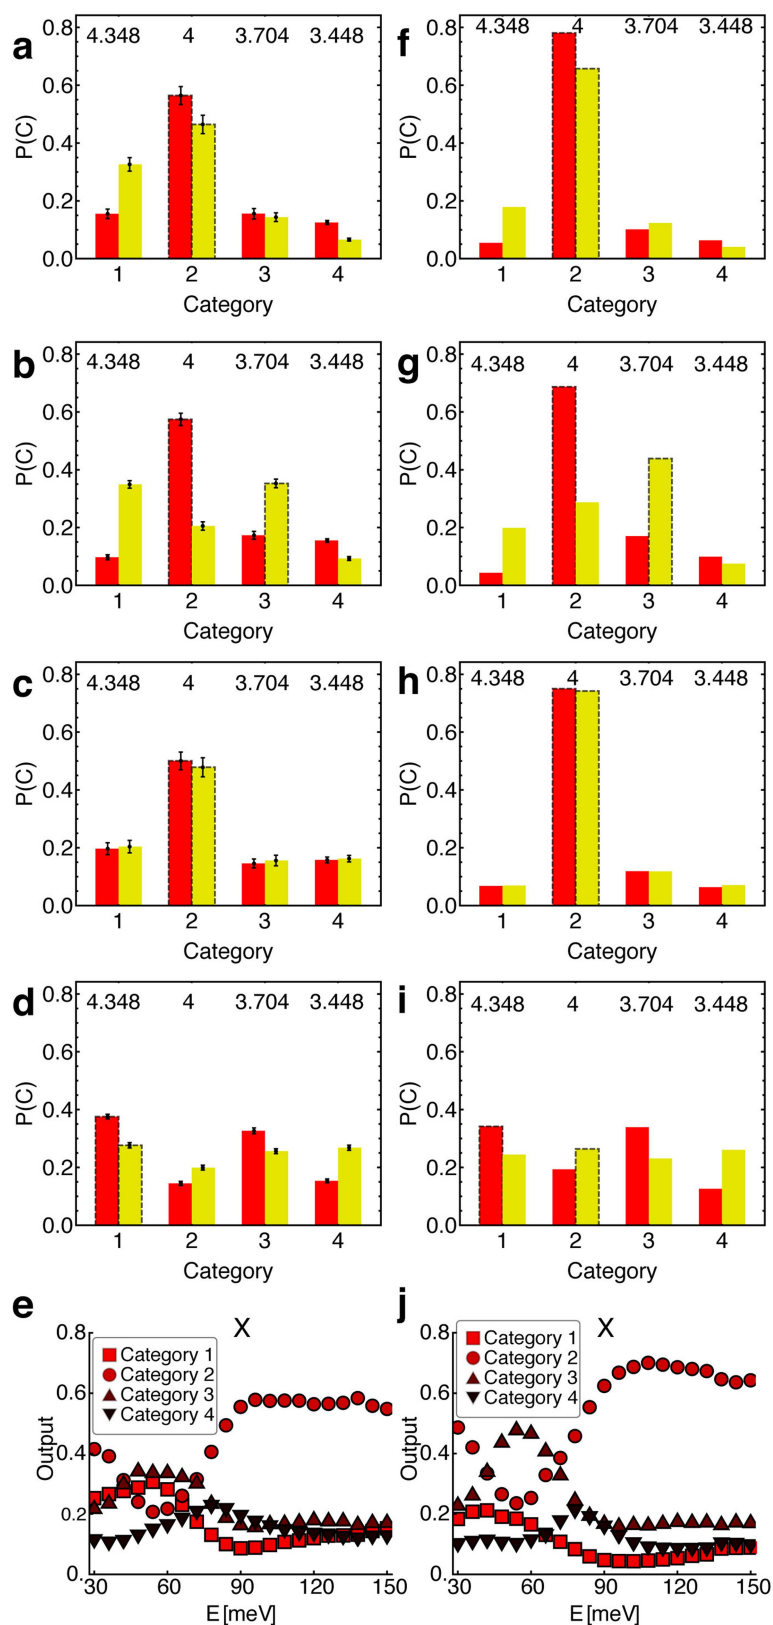 a
4.348 4 3.704 3.448
0.8
0.6
0.4
0.2
0.0
P(C)
1 2 3 4
Category
f
4.348 4 3.704 3.448
0.8
0.6
0.4
0.2
0.0
P(C)
1 2 3 4
Category
b
4.348 4 3.704 3.448
0.8
0.6
0.4
0.2
0.0
P(C)
1 2 3 4
Category
g
4.348 4 3.704 3.448
0.8
0.6
0.4
0.2
0.0
P(C)
1 2 3 4
Category
c
4.348 4 3.704 3.448
0.8
0.6
0.4
0.2
0.0
P(C)
1 2 3 4
Category
h
4.348 4 3.704 3.448
0.8
0.6
0.4
0.2
0.0
P(C)
1 2 3 4
Category
d
4.348 4 3.704 3.448
0.8
0.6
0.4
0.2
0.0
P(C)
1 2 3 4
Category
i
4.348 4 3.704 3.448
0.8
0.6
0.4
0.2
0.0
P(C)
1 2 3 4
Category
e
X
0.8
0.6
0.4
0.2
0.
Output
Category 1
Category 2
Category 3
Category 4
30 60 90 120 150
E [meV]
j
X
0.8
0.6
0.4
0.2
0.
Output
Category 1
Category 2
Category 3
Category 4
30 60 90 120 150
E [meV]